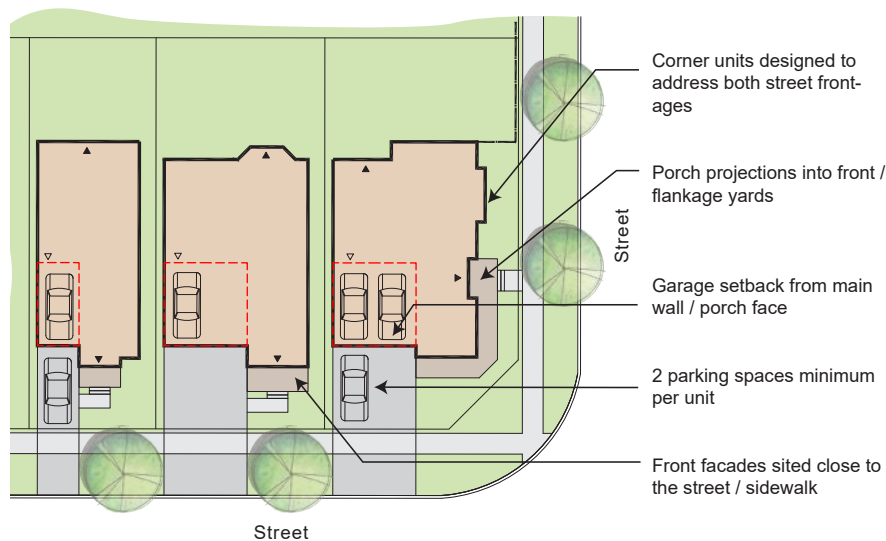 Corner units designed to
address both street front-
ages
Porch projections into front /
flankage yards
Street
Garage setback from main
wall / porch face
2 parking spaces minimum
per unit
Front facades sited close to
the street / sidewalk
Street